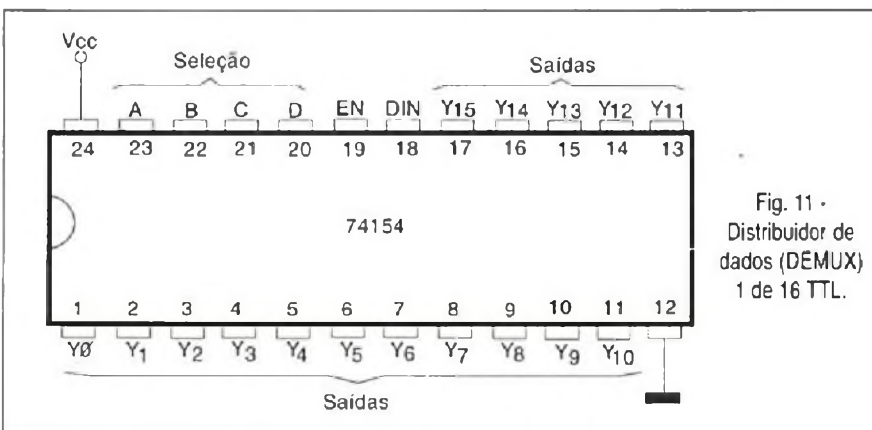 Vcc
Seleção
Saídas
A B C D EN DIN Y15 Y14 Y13 Y12 Y11
24 23 22 21 20 19 18 17 16 15 14 13
74154
1 2 3 4 5 6 7 8 9 10 11 12
YØ Y1 Y2 Y3 Y4 Y5 Y6 Y7 Y8 Y9 Y10
Saídas
Fig. 11 -
Distribuidor de
dados (DEMUX)
1 de 16 TTL.